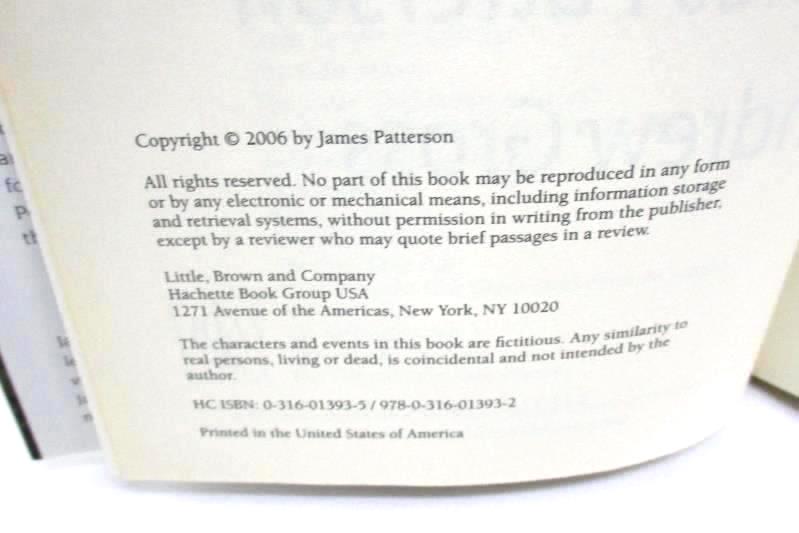 Copyright © 2006 by James Patterson
All rights reserved. No part of this book may be reproduced in any form
or by any electronic or mechanical means, including information storage
and retrieval systems, without permission in writing from the publisher,
except by a reviewer who may quote brief passages in a review.
Little, Brown and Company
Hachette Book Group USA
1271 Avenue of the Americas, New York, NY 10020
The characters and events in this book are fictitious. Any similarity to
real persons, living or dead, is coincidental and not intended by the
author.
HC ISBN: 0-316-01393-5 / 978-0-316-01393-2
Printed in the United States of America